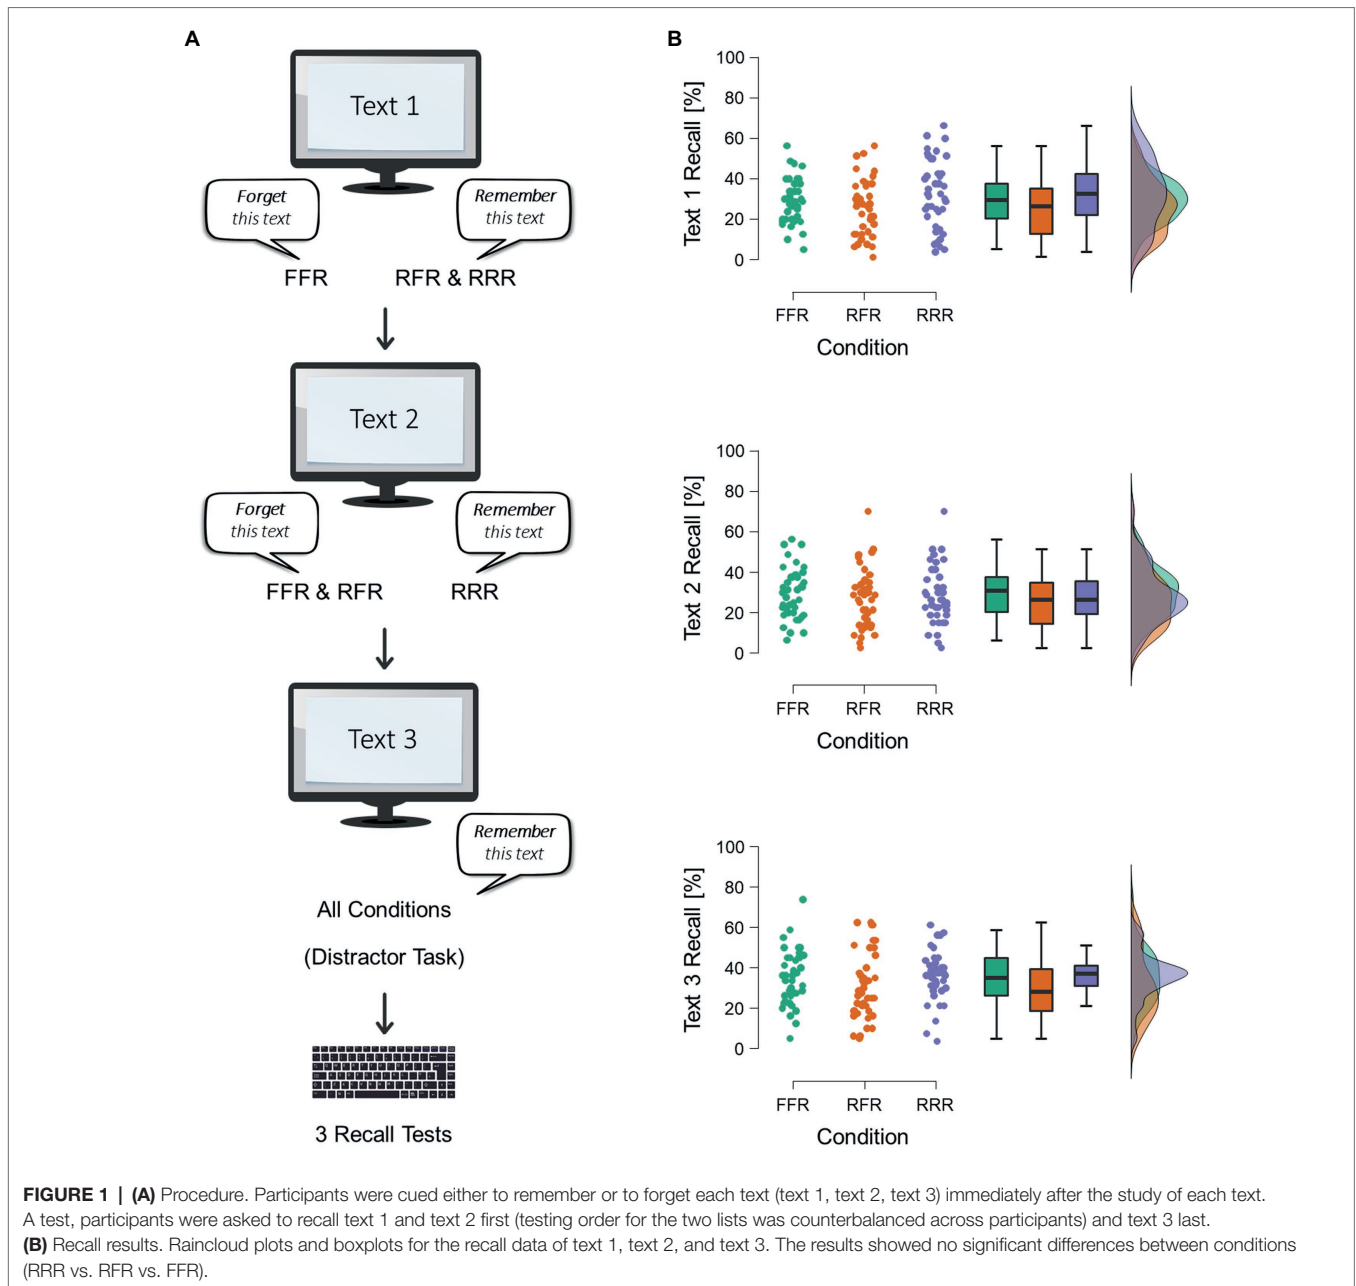 A
Text 1
Forget
this text
Remember
this text
FFR
RFR & RRR
Text 2
Forget
this text
Remember
this text
FFR & RFR
RRR
Text 3
Remember
this text
All Conditions
(Distractor Task)
3 Recall Tests
B
Text 1 Recall [%]
100
80
60
40
20
0
FFR RFR RRR
Condition
Text 2 Recall [%]
100
80
60
40
20
0
FFR RFR RRR
Condition
Text 3 Recall [%]
100
80
60
40
20
0
FFR RFR RRR
Condition
FIGURE 1 | (A) Procedure. Participants were cued either to remember or to forget each text (text 1, text 2, text 3) immediately after the study of each text.
A test, participants were asked to recall text 1 and text 2 first (testing order for the two lists was counterbalanced across participants) and text 3 last.
(B) Recall results. Raincloud plots and boxplots for the recall data of text 1, text 2, and text 3. The results showed no significant differences between conditions
(RRR vs. RFR vs. FFR).